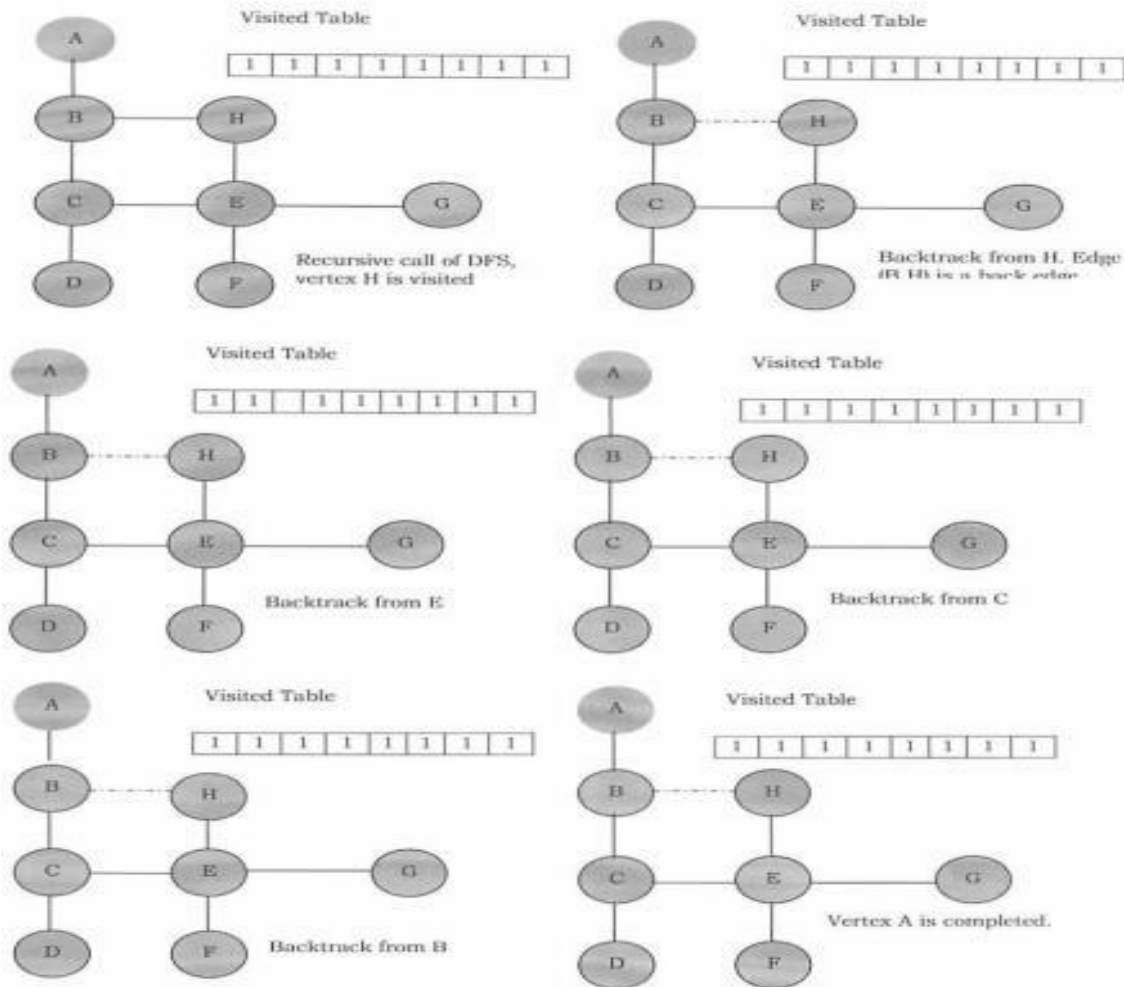 Visited Table
A
1 1 1 1 1 1 1 1
B H
C E G
Recursive call of DFS,
vertex H is visited
D F
Visited Table
A
1 1 1 1 1 1 1 1
B H
C E G
Backtrack from H. Edge
(B H) is a back edge
D F
Visited Table
A
1 1 1 1 1 1 1 1
B H
C E G
Backtrack from E
D F
Visited Table
A
1 1 1 1 1 1 1 1
B H
C E G
Backtrack from C
D F
Visited Table
A
1 1 1 1 1 1 1 1
B H
C E G
Backtrack from B
D F
Visited Table
A
1 1 1 1 1 1 1 1
B H
C E G
Vertex A is completed.
D F